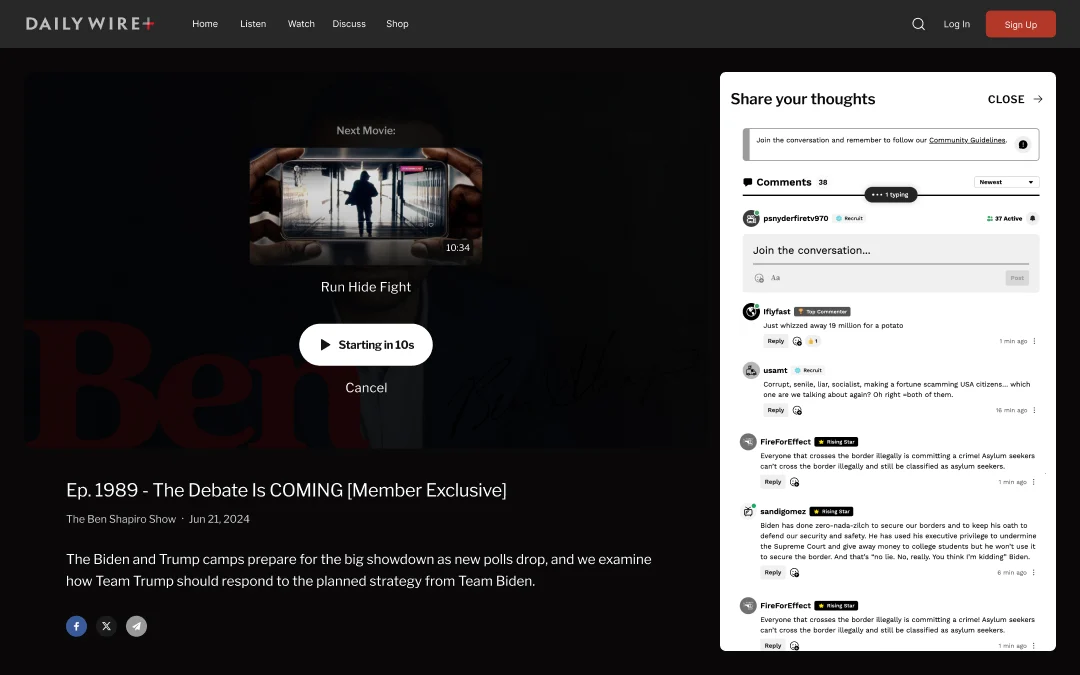 DAILY WIRE+
Home Listen Watch Discuss Shop
Log In
Sign Up
Next Movie:
10:34
Run Hide Fight
Starting in 10s
Cancel
Ben
Ep. 1989 - The Debate Is COMING [Member Exclusive]
The Ben Shapiro Show · Jun 21, 2024
The Biden and Trump camps prepare for the big showdown as new polls drop, and we examine
how Team Trump should respond to the planned strategy from Team Biden.
Share your thoughts
CLOSE
Join the conversation and remember to follow our Community Guidelines.
Comments 38
Newest
1 typing
psnyderfiretv970 Recruit
37 Active
Join the conversation...
Aa
Post
lflyfast Top Commenter
Just whizzed away 19 million for a potato
Reply 1
1 min ago
usamt Recruit
Corrupt, senile, liar, socialist, making a fortune scamming USA citizens... which
one are we talking about again? Oh right =both of them.
Reply
16 min ago
FireForEffect Rising Star
Everyone that crosses the border illegally is committing a crime! Asylum seekers
can't cross the border illegally and still be classified as asylum seekers.
Reply
1 min ago
sandigomez Rising Star
Biden has done zero-nada-zilch to secure our borders and to keep his oath to
defend our security and safety. He has used his executive privilege to undermine
the Supreme Court and give away money to college students but he won't use it
to secure the border. And that's "no lie. No, really. You think I'm kidding" Biden.
Reply
6 min ago
FireForEffect Rising Star
Everyone that crosses the border illegally is committing a crime! Asylum seekers
can't cross the border illegally and still be classified as asylum seekers.
Reply
1 min ago